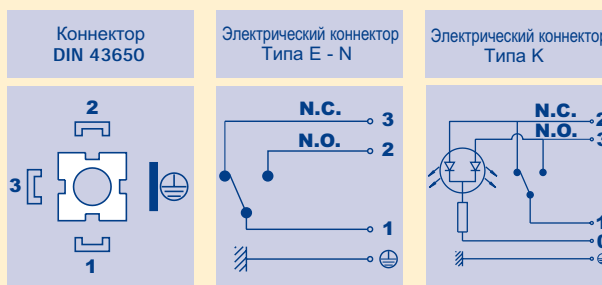 Коннектор
DIN 43650
Электрический коннектор
Типа E - N
Электрический коннектор
Типа K
2
3
1
N.C. 3
N.O. 2
1
N.C. 2
N.O. 3
1
0